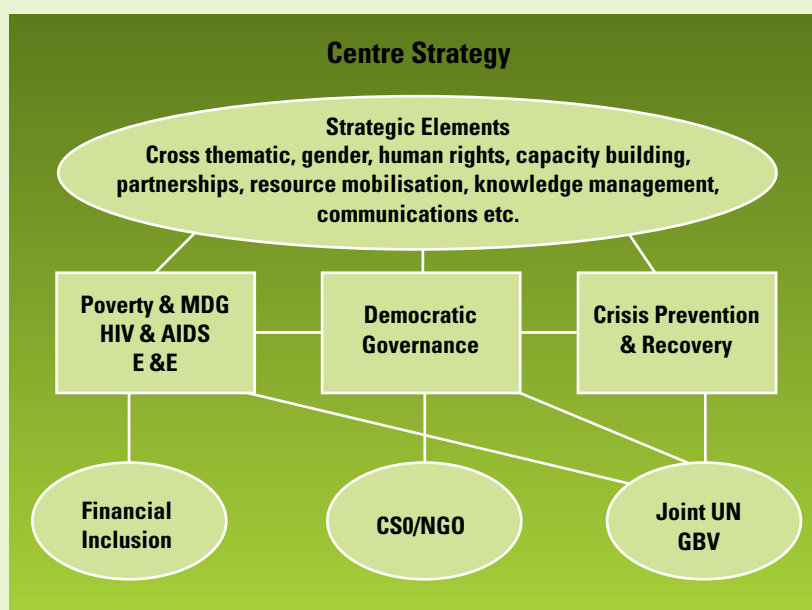 Centre Strategy
Strategic Elements
Cross thematic, gender, human rights, capacity building,
partnerships, resource mobilisation, knowledge management,
communications etc.
Poverty & MDG
HIV & AIDS
E &E
Democratic
Governance
Crisis Prevention
& Recovery
Financial
Inclusion
CS0/NGO
Joint UN
GBV